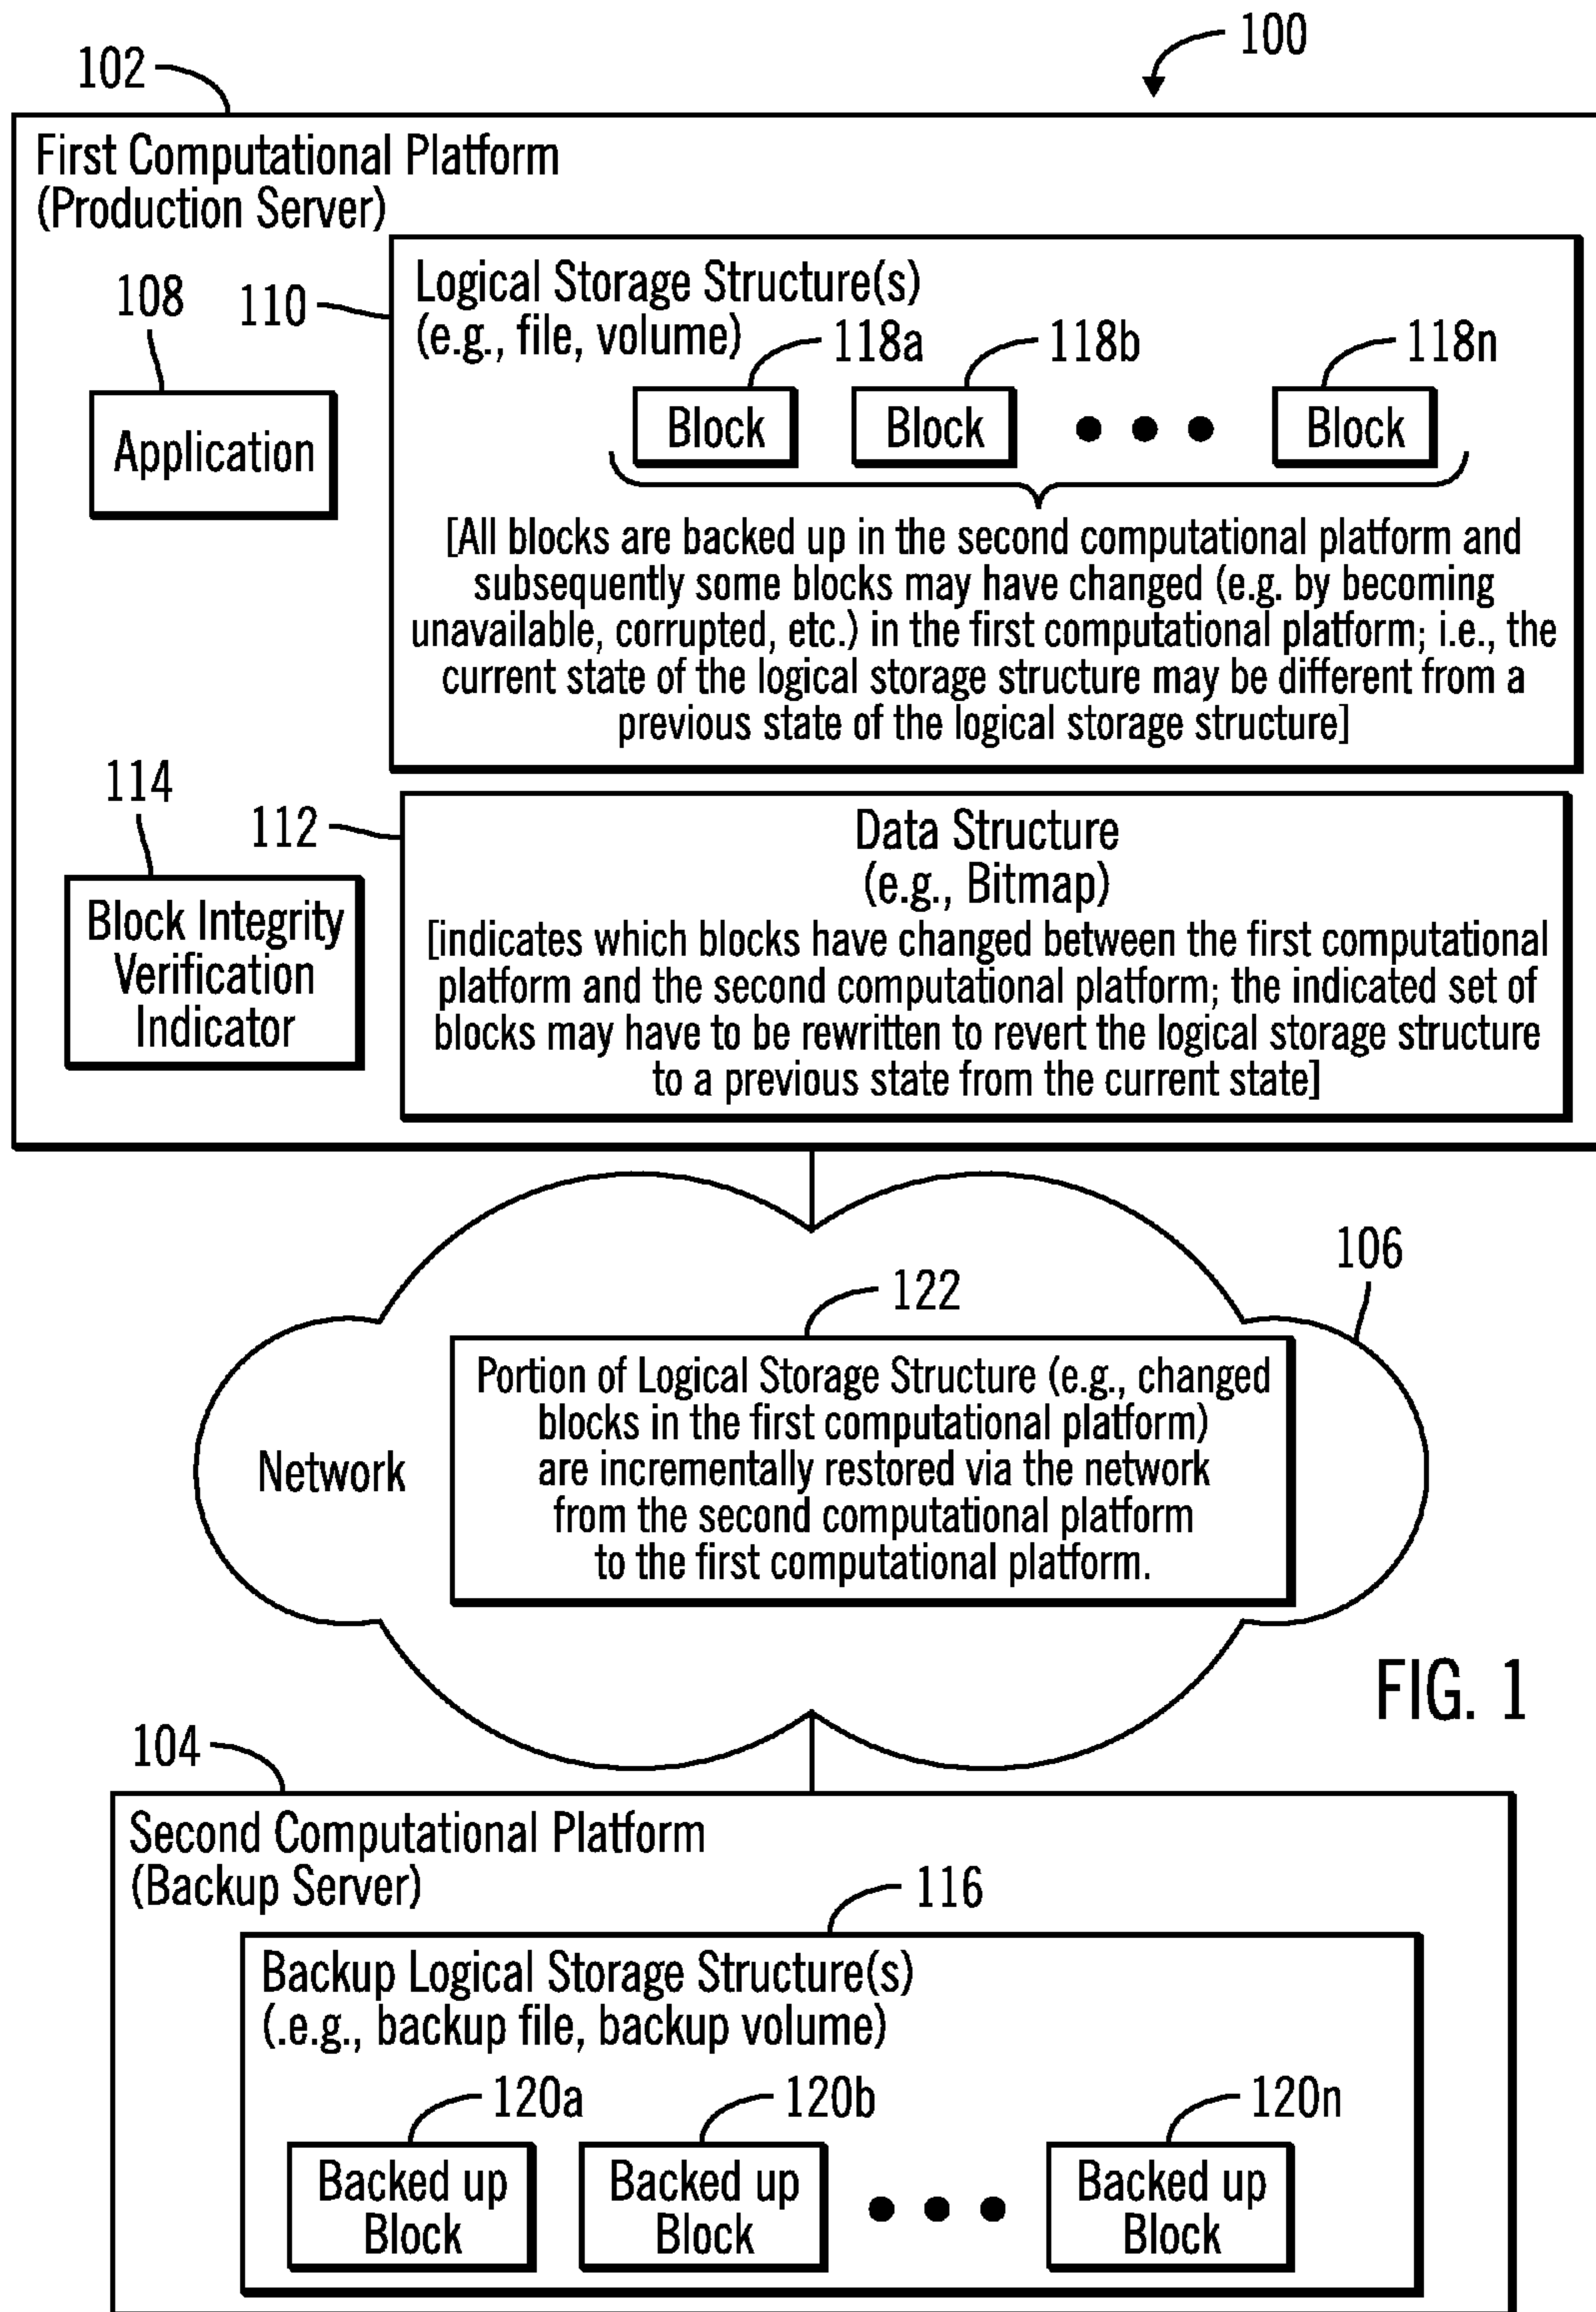 100
102
First Computational Platform
(Production Server)
108
110
Logical Storage Structure(s)
(e.g., file, volume)
118a
118b
118n
Application
Block
Block
Block
[All blocks are backed up in the second computational platform and
subsequently some blocks may have changed (e.g. by becoming
unavailable, corrupted, etc.) in the first computational platform; i.e., the
current state of the logical storage structure may be different from a
previous state of the logical storage structure]
114
112
Block Integrity
Verification
Indicator
Data Structure
(e.g., Bitmap)
[indicates which blocks have changed between the first computational
platform and the second computational platform; the indicated set of
blocks may have to be rewritten to revert the logical storage structure
to a previous state from the current state]
106
122
Network
Portion of Logical Storage Structure (e.g., changed
blocks in the first computational platform)
are incrementally restored via the network
from the second computational platform
to the first computational platform.
FIG. 1
104
Second Computational Platform
(Backup Server)
116
Backup Logical Storage Structure(s)
(.e.g., backup file, backup volume)
120a
120b
120n
Backed up
Block
Backed up
Block
Backed up
Block